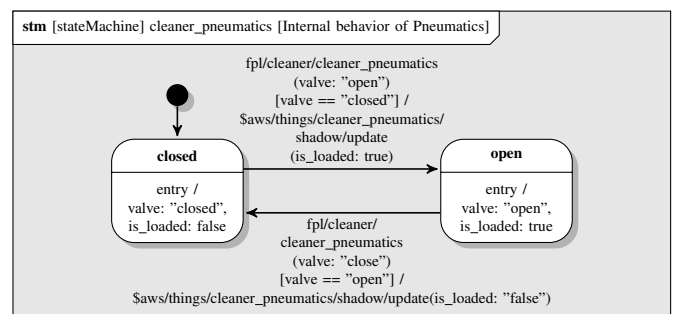 stm [stateMachine] cleaner_pneumatics [Internal behavior of Pneumatics]
fpl/cleaner/cleaner_pneumatics
(valve: ”open”)
[valve == ”closed”] /
$aws/things/cleaner_pneumatics/
shadow/update
(is_loaded: true)
closed
entry /
valve: ”closed”,
is_loaded: false
open
entry /
valve: ”open”,
is_loaded: true
fpl/cleaner/
cleaner_pneumatics
(valve: ”close”)
[valve == ”open”] /
$aws/things/cleaner_pneumatics/shadow/update(is_loaded: ”false”)